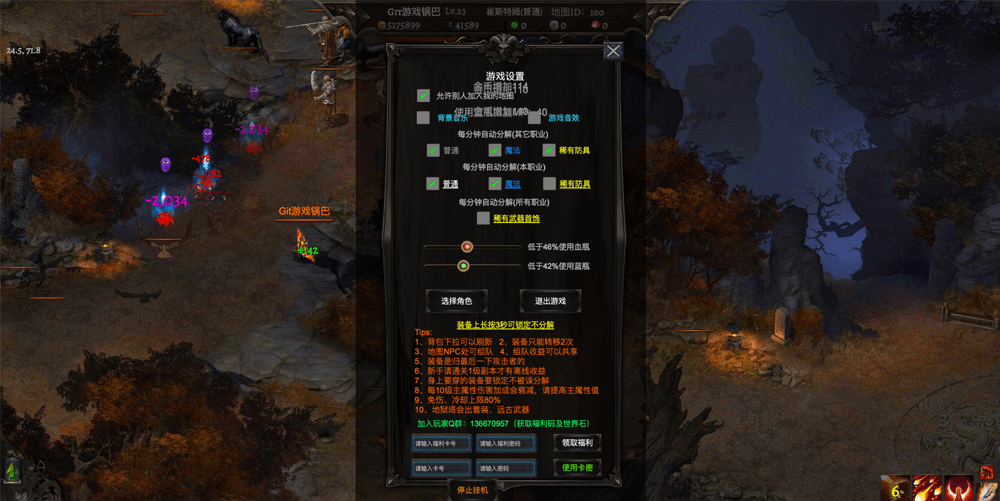 Grr游戏锅巴 Lv.23 崔斯特姆(普通) 地图ID: 100
5175899 41589 0 0 0
24.5, 71.8
游戏设置
金币增加114
允许别人加入我的地图
背景音乐 游戏音效
每分钟自动分解(其它职业)
普通 魔法 稀有防具
每分钟自动分解(本职业)
普通 魔法 稀有防具
每分钟自动分解(所有职业)
稀有武器首饰
低于46%使用血瓶
低于42%使用蓝瓶
选择角色 退出游戏
装备上长按3秒可锁定不分解
Tips:
1、背包下拉可以刷新 2、装备只能转移2次
3、地图NPC处可组队 4、组队收益可以共享
5、装备是归最后一下攻击者的
6、新手请通关1级副本才有离线收益
7、身上要穿的装备要锁定不被误分解
8、每10级主属性伤害加成会衰减，请提高主属性值
9、免伤、冷却上限80%
10、地狱塔会出套装、远古武器
加入玩家Q群：136670957（获取福利码及世界石）
请输入福利卡号 请输入福利密码 领取福利
请输入卡号 请输入密码 使用卡密
停止挂机
-2,034
-2,034
Git游戏锅巴
6